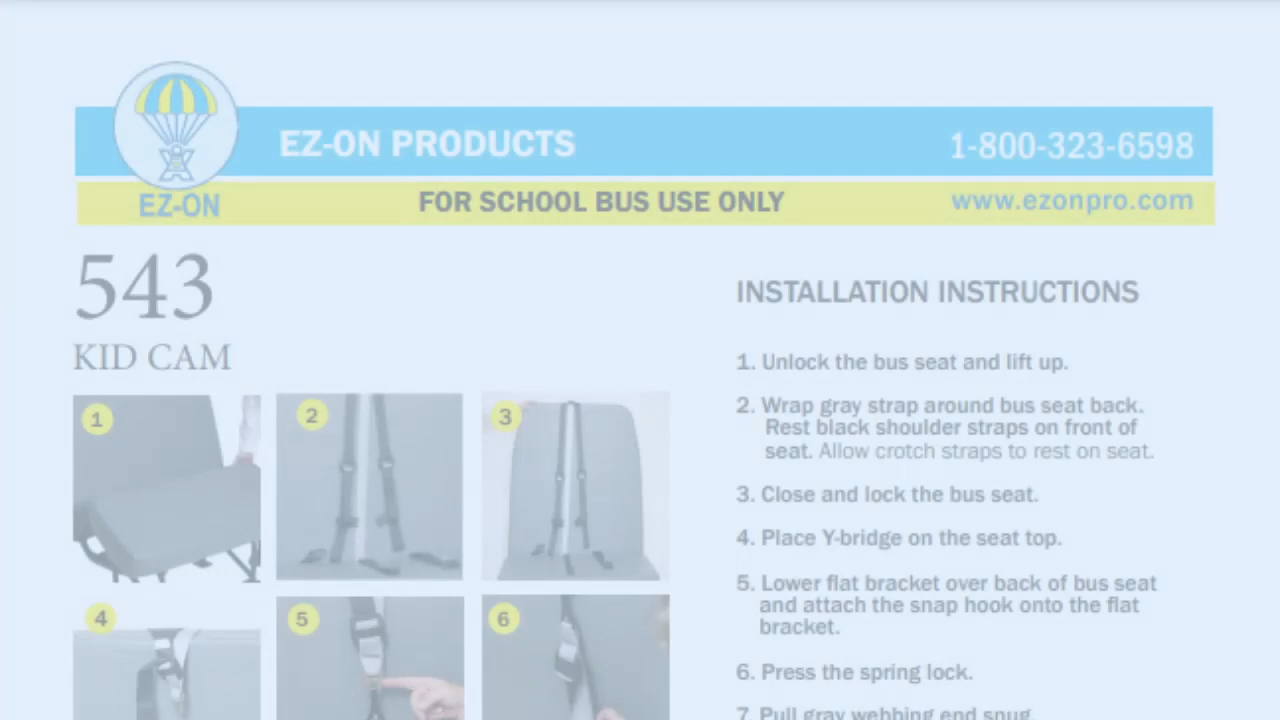 EZ-ON PRODUCTS
1-800-323-6598
EZ-ON
FOR SCHOOL BUS USE ONLY
www.ezonpro.com
543
KID CAM
1
2
3
4
5
6
INSTALLATION INSTRUCTIONS
1. Unlock the bus seat and lift up.
2. Wrap gray strap around bus seat back.
Rest black shoulder straps on front of
seat. Allow crotch straps to rest on seat.
3. Close and lock the bus seat.
4. Place Y-bridge on the seat top.
5. Lower flat bracket over back of bus seat
and attach the snap hook onto the flat
bracket.
6. Press the spring lock.
7. Pull gray webbing end snug.